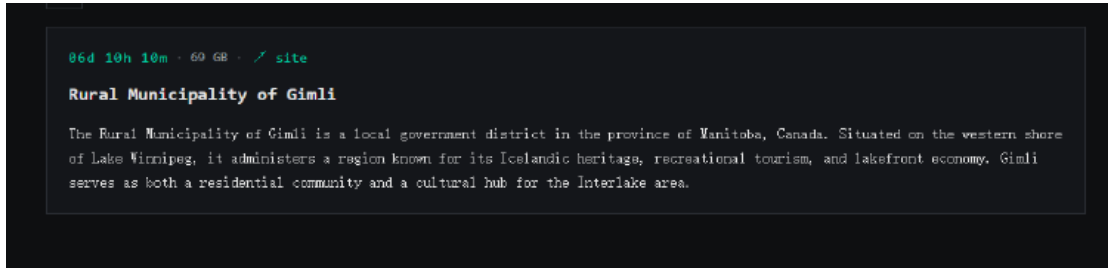 06d 10h 10m · 60 GB · ↗ site
Rural Municipality of Gimli
The Rural Municipality of Gimli is a local government district in the province of Manitoba, Canada. Situated on the western shore
of Lake Winnipeg, it administers a region known for its Icelandic heritage, recreational tourism, and lakefront economy. Gimli
serves as both a residential community and a cultural hub for the Interlake area.